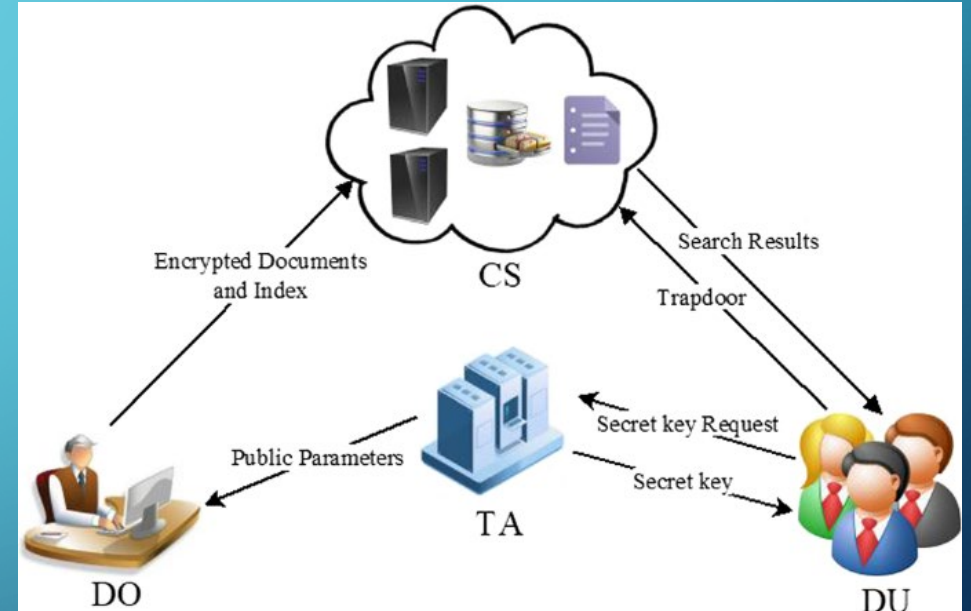 CS
Encrypted Documents
and Index
Search Results
Trapdoor
Secret key Request
Public Parameters
Secret key
TA
DO
DU